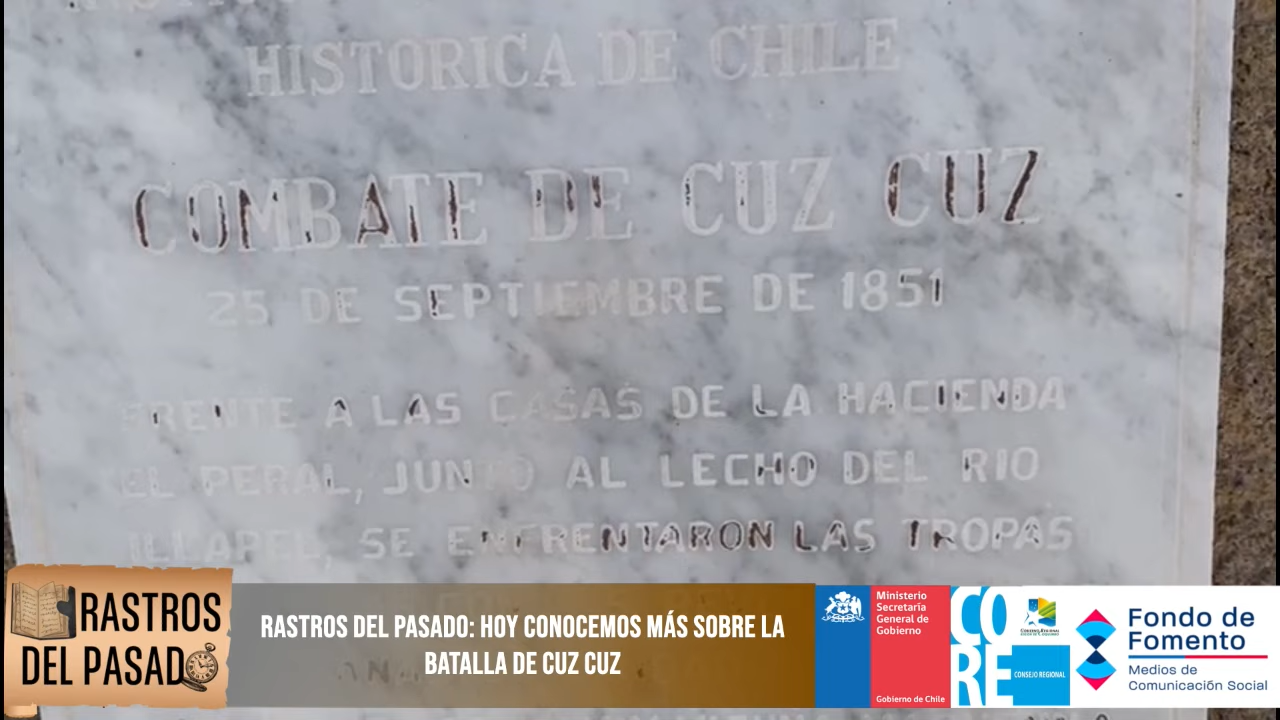 HISTORICA DE CHILE
COMBATE DE CUZ CUZ
25 DE SEPTIEMBRE DE 1851
FRENTE A LAS CASAS DE LA HACIENDA
EL PERAL, JUNTO AL LECHO DEL RIO
ILLAPEL, SE ENFRENTARON LAS TROPAS
RASTROS
DEL PASADO
RASTROS DEL PASADO: HOY CONOCEMOS MÁS SOBRE LA
BATALLA DE CUZ CUZ
Ministerio
Secretaría
General de
Gobierno
Gobierno de Chile
CO
RE
CONSEJO REGIONAL
Fondo de
Fomento
Medios de
Comunicación Social